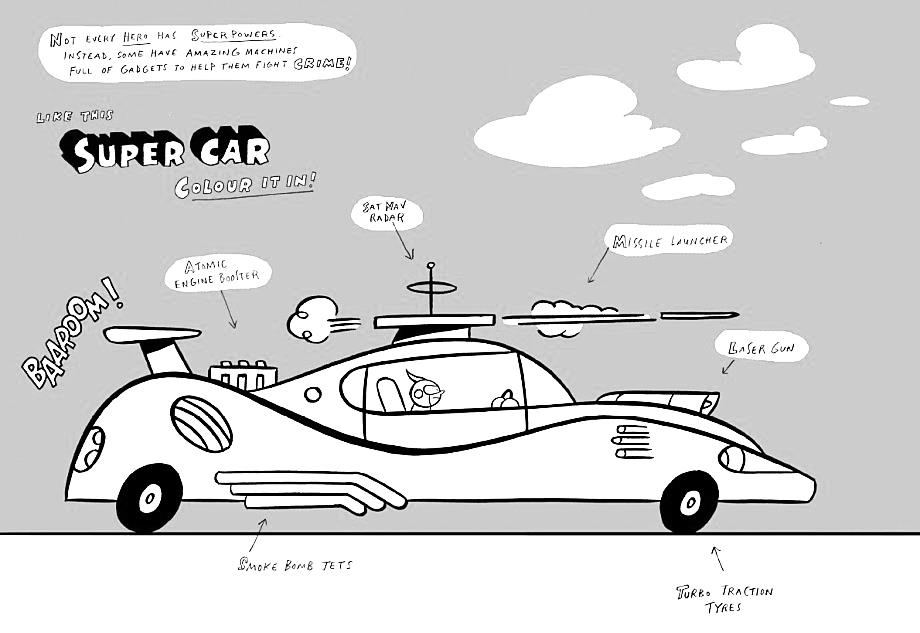 NOT EVERY HERO HAS SUPERPOWERS.
INSTEAD, SOME HAVE AMAZING MACHINES
FULL OF GADGETS TO HELP THEM FIGHT CRIME!
LIKE THIS
SUPER CAR
COLOUR IT IN!
SAT NAV
RADAR
MISSILE LAUNCHER
ATOMIC
ENGINE BOOSTER
BAAROOM!
LASER GUN
SMOKE BOMB JETS
TURBO TRACTION
TYRES